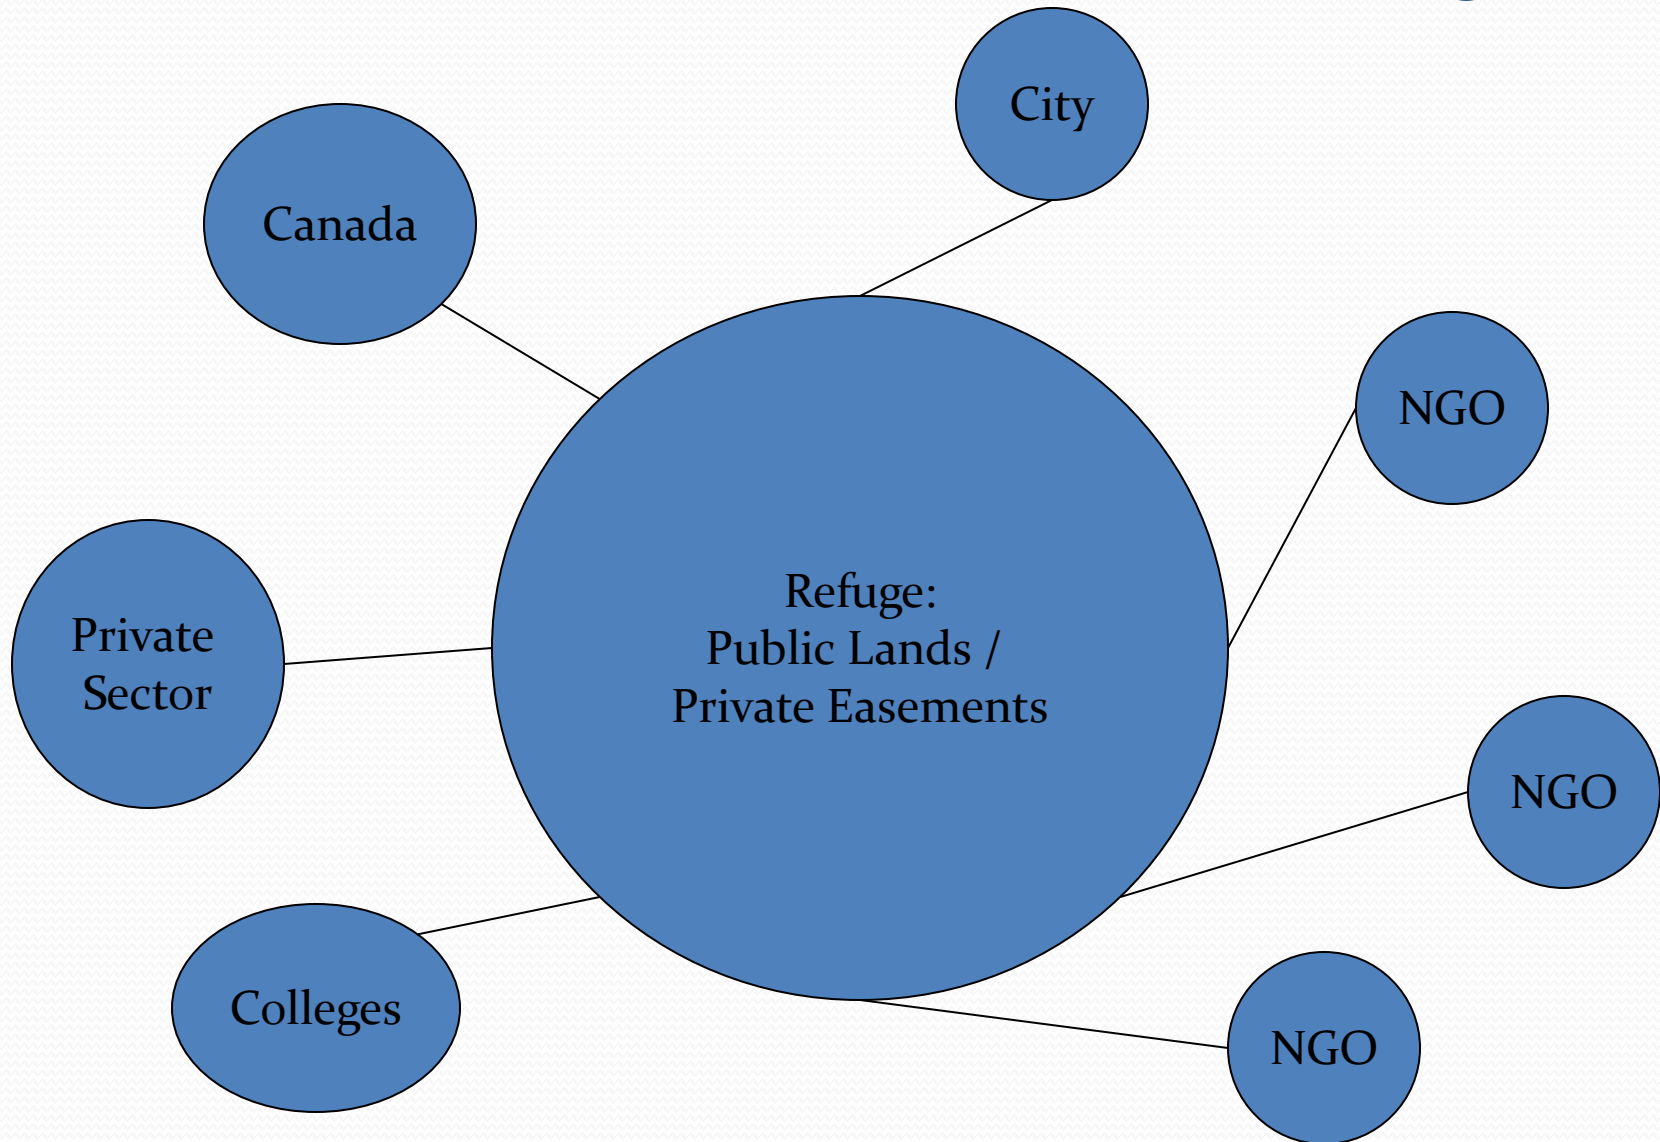 City
Canada
NGO
Refuge:
Public Lands /
Private Easements
Private
Sector
NGO
Colleges
NGO